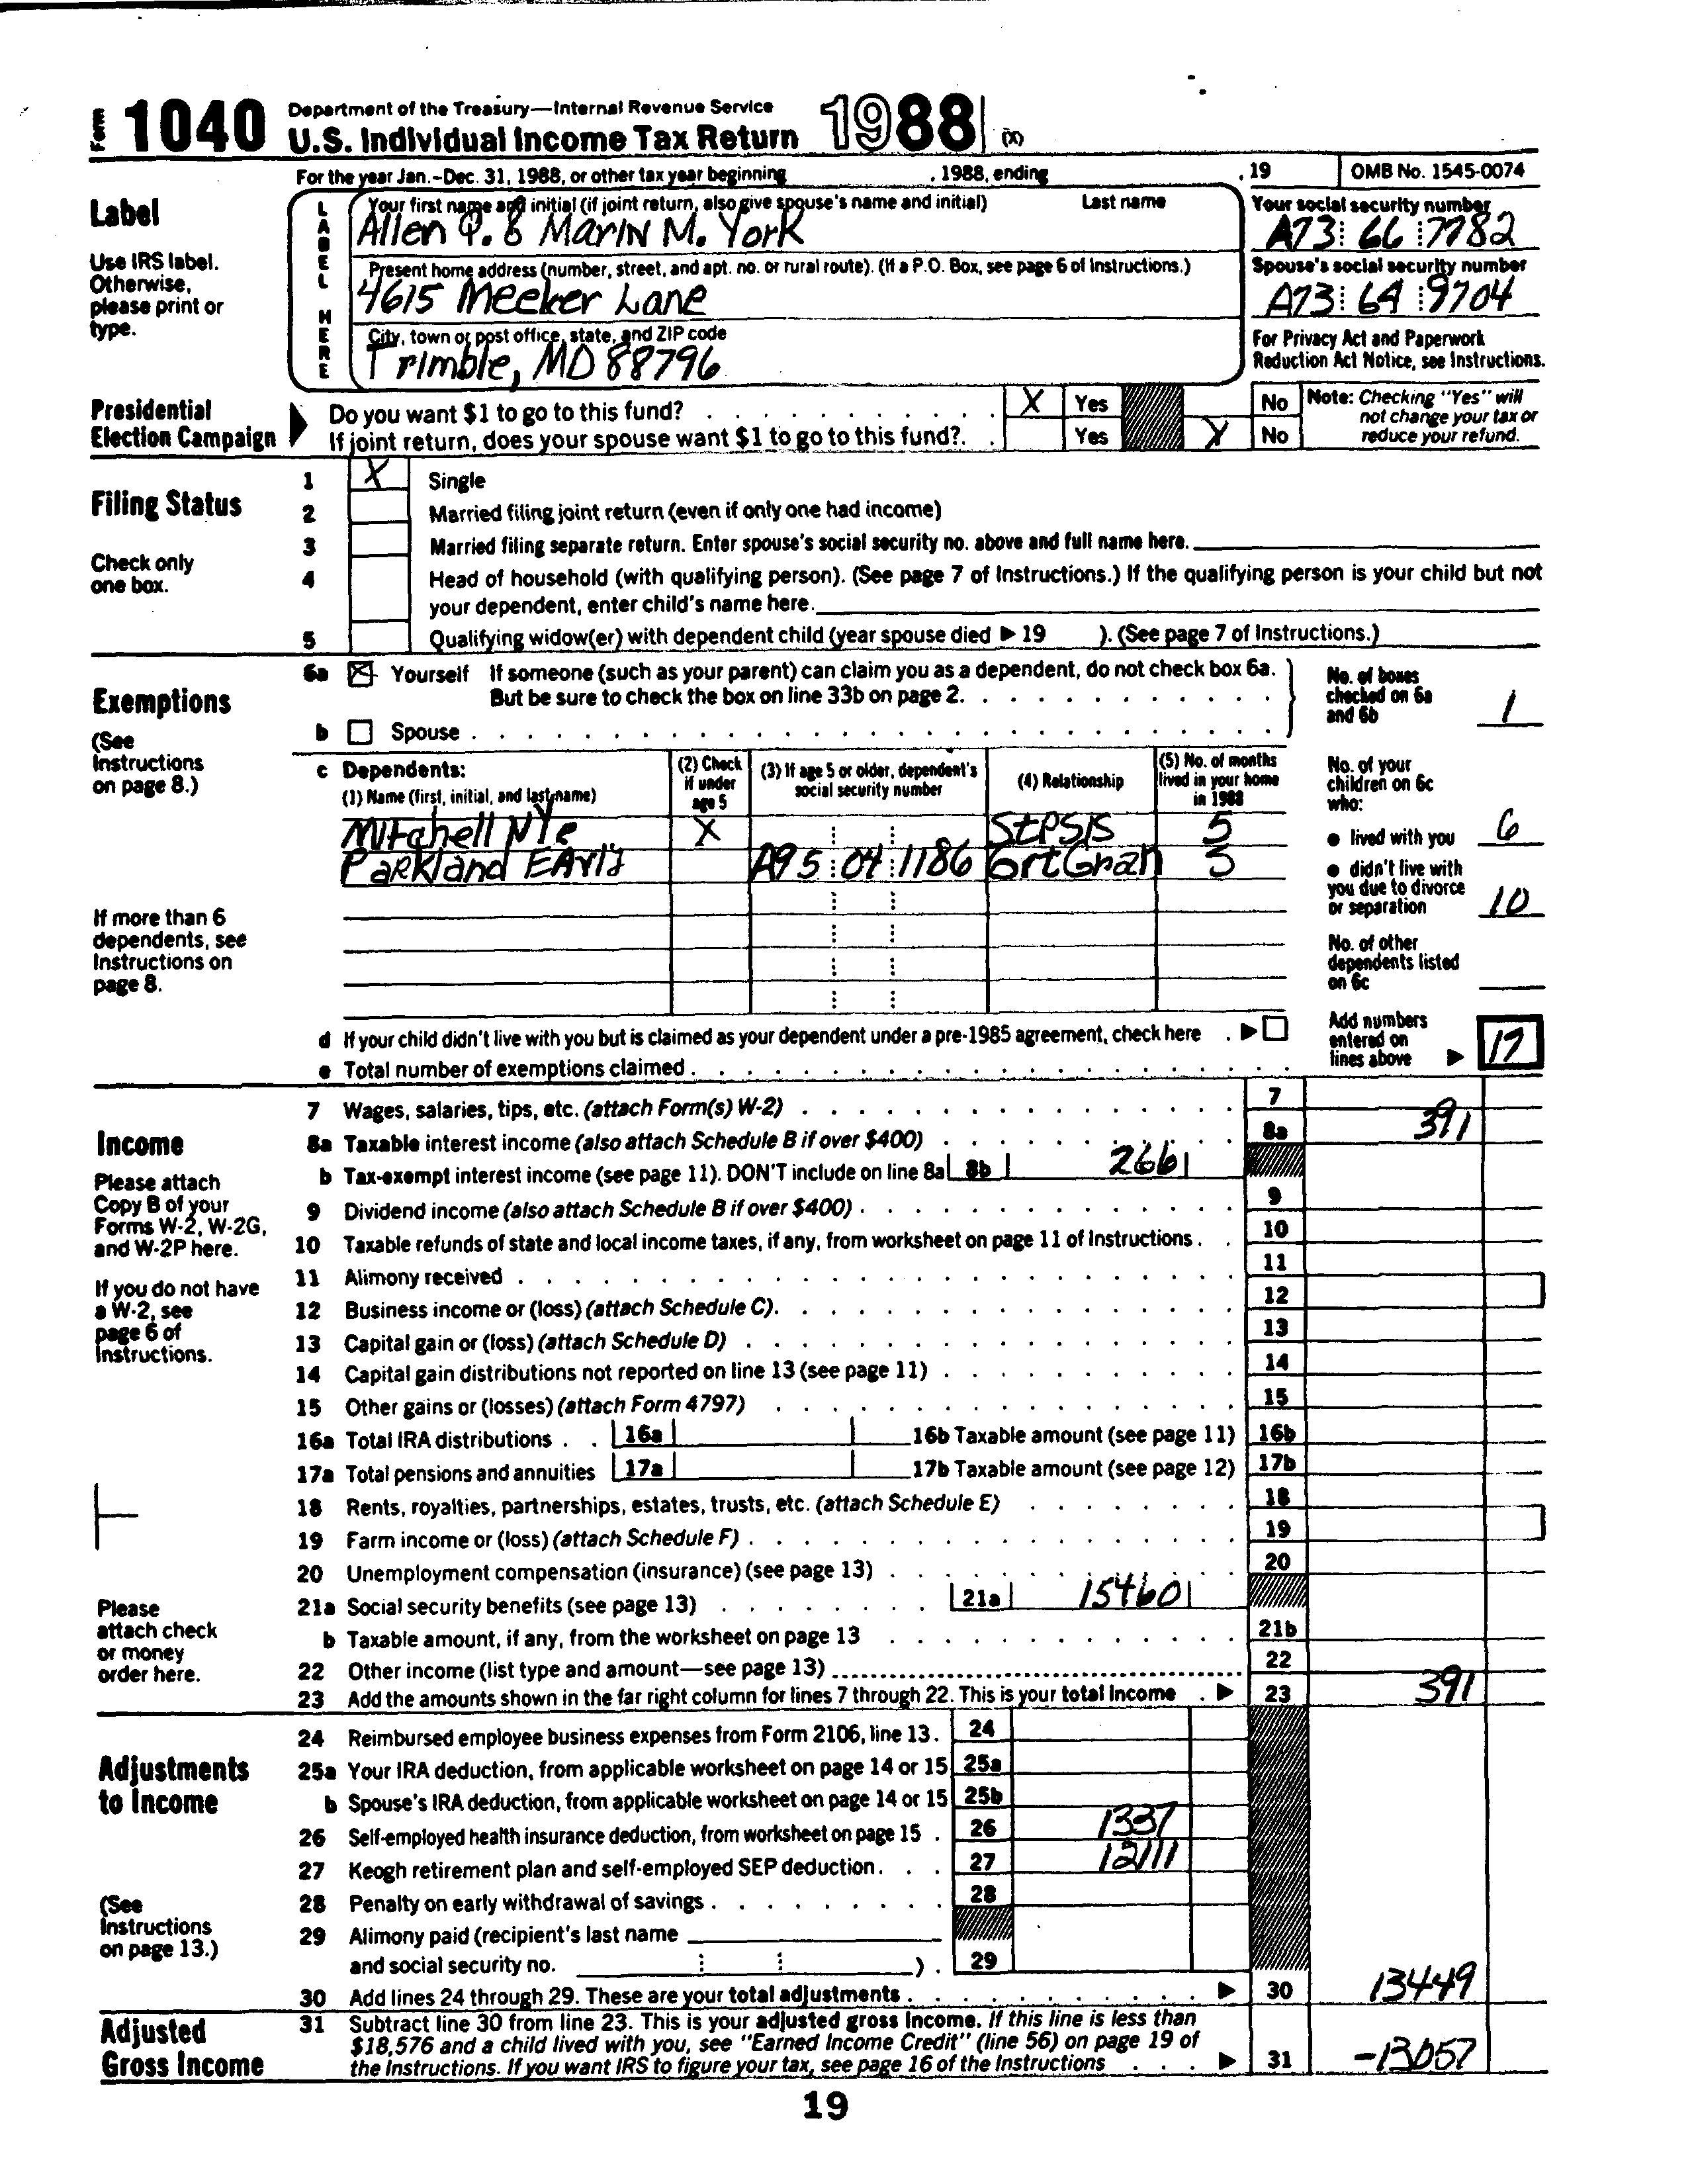 Form 1040 Department of the Treasury—Internal Revenue Service
U.S. Individual Income Tax Return 1988 (X)
For the year Jan.-Dec. 31, 1988, or other tax year beginning , 1988, ending , 19 OMB No. 1545-0074
Label
Use IRS label.
Otherwise,
please print or
type.
LABEL HERE
Your first name and initial (if joint return, also give spouse's name and initial) Last name
Allen Q. & Marin M. York
Your social security number
A73 66 7782
Present home address (number, street, and apt. no. or rural route). (If a P.O. Box, see page 6 of Instructions.)
4615 Meeker Lane
Spouse's social security number
A73 64 9704
City, town or post office, state, and ZIP code
Trimble, MD 88796
For Privacy Act and Paperwork
Reduction Act Notice, see Instructions.
Presidential
Election Campaign
Do you want $1 to go to this fund? X Yes No
If joint return, does your spouse want $1 to go to this fund? Yes X No
Note: Checking "Yes" will
not change your tax or
reduce your refund.
Filing Status
Check only
one box.
1 X Single
2 Married filing joint return (even if only one had income)
3 Married filing separate return. Enter spouse's social security no. above and full name here.
4 Head of household (with qualifying person). (See page 7 of Instructions.) If the qualifying person is your child but not
your dependent, enter child's name here.
5 Qualifying widow(er) with dependent child (year spouse died ▶ 19 ). (See page 7 of Instructions.)
Exemptions
(See
Instructions
on page 8.)
6a X Yourself If someone (such as your parent) can claim you as a dependent, do not check box 6a.
But be sure to check the box on line 33b on page 2.
b Spouse
No. of boxes
checked on 6a
and 6b 1
c Dependents:
(1) Name (first, initial, and last name)
(2) Check
if under
age 5
(3) If age 5 or older, dependent's
social security number
(4) Relationship
(5) No. of months
lived in your home
in 1988
Mitchell Nye X StPSIS 5
Parkland Early A95 04 1186 GrtGran 5
No. of your
children on 6c
who:
● lived with you 6
● didn't live with
you due to divorce
or separation 10
No. of other
dependents listed
on 6c
If more than 6
dependents, see
Instructions on
page 8.
d If your child didn't live with you but is claimed as your dependent under a pre-1985 agreement, check here ▶
e Total number of exemptions claimed
Add numbers
entered on
lines above ▶ 17
Income
Please attach
Copy B of your
Forms W-2, W-2G,
and W-2P here.
If you do not have
a W-2, see
page 6 of
Instructions.
Please
attach check
or money
order here.
7 Wages, salaries, tips, etc. (attach Form(s) W-2) 7
8a Taxable interest income (also attach Schedule B if over $400) 8a 391
b Tax-exempt interest income (see page 11). DON'T include on line 8a 8b 266
9 Dividend income (also attach Schedule B if over $400) 9
10 Taxable refunds of state and local income taxes, if any, from worksheet on page 11 of Instructions 10
11 Alimony received 11
12 Business income or (loss) (attach Schedule C) 12
13 Capital gain or (loss) (attach Schedule D) 13
14 Capital gain distributions not reported on line 13 (see page 11) 14
15 Other gains or (losses) (attach Form 4797) 15
16a Total IRA distributions 16a 16b Taxable amount (see page 11) 16b
17a Total pensions and annuities 17a 17b Taxable amount (see page 12) 17b
18 Rents, royalties, partnerships, estates, trusts, etc. (attach Schedule E) 18
19 Farm income or (loss) (attach Schedule F) 19
20 Unemployment compensation (insurance) (see page 13) 20
21a Social security benefits (see page 13) 21a 15460
b Taxable amount, if any, from the worksheet on page 13 21b
22 Other income (list type and amount—see page 13) 22
23 Add the amounts shown in the far right column for lines 7 through 22. This is your total income ▶ 23 391
Adjustments
to Income
(See
Instructions
on page 13.)
24 Reimbursed employee business expenses from Form 2106, line 13 24
25a Your IRA deduction, from applicable worksheet on page 14 or 15 25a
b Spouse's IRA deduction, from applicable worksheet on page 14 or 15 25b
26 Self-employed health insurance deduction, from worksheet on page 15 26 1337
27 Keogh retirement plan and self-employed SEP deduction 27 12111
28 Penalty on early withdrawal of savings 28
29 Alimony paid (recipient's last name
and social security no. ) 29
30 Add lines 24 through 29. These are your total adjustments ▶ 30 13449
Adjusted
Gross Income
31 Subtract line 30 from line 23. This is your adjusted gross income. If this line is less than
$18,576 and a child lived with you, see "Earned Income Credit" (line 56) on page 19 of
the Instructions. If you want IRS to figure your tax, see page 16 of the Instructions ▶ 31 -13057
19